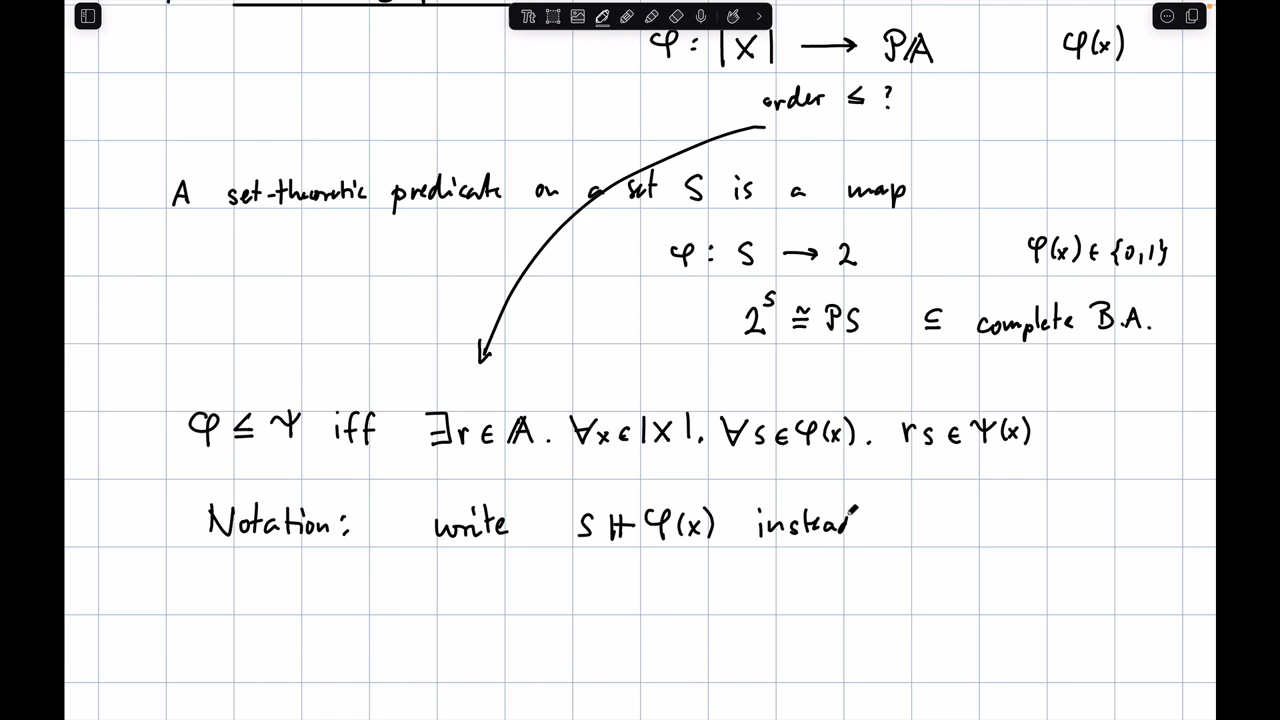 φ : |X| ⟶ P𝔸 φ(x)
order ≤ ?
A set-theoretic predicate on a set S is a map
φ : S → 2 φ(x) ∈ {0,1}
2^S ≅ PS ⊆ complete B.A.
φ ≤ ψ iff ∃r ∈ 𝔸. ∀x ∈ |X|. ∀s ∈ φ(x). rs ∈ ψ(x)
Notation: write s ⊩ φ(x) instead